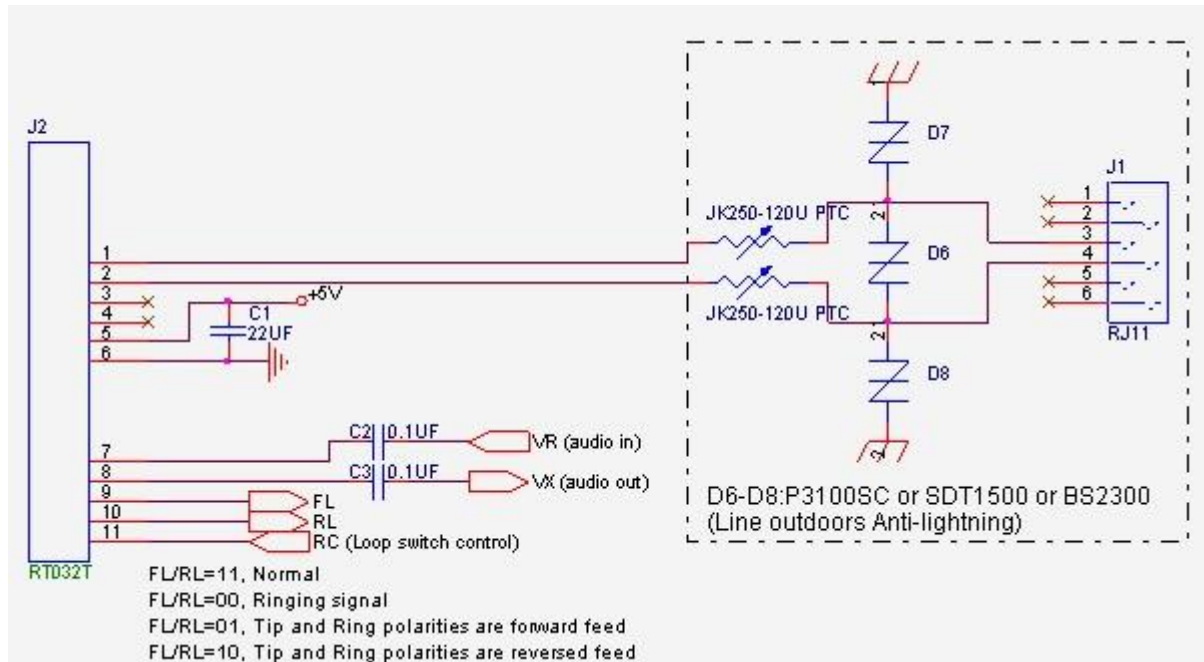 J2
D7
J1
1
2
3
4
5
6
JK250-120U PTC
2
1
D6
JK250-120U PTC
2
1
RJ11
D8
2
1
1
2
3
4
5
6
+5V
C1
22UF
7
8
9
10
11
C2
0.1UF
VR (audio in)
C3
0.1UF
VX (audio out)
FL
RL
RC (Loop switch control)
RT032T
D6-D8:P3100SC or SDT1500 or BS2300
(Line outdoors Anti-lightning)
FL/RL=11, Normal
FL/RL=00, Ringing signal
FL/RL=01, Tip and Ring polarities are forward feed
FL/RL=10, Tip and Ring polarities are reversed feed